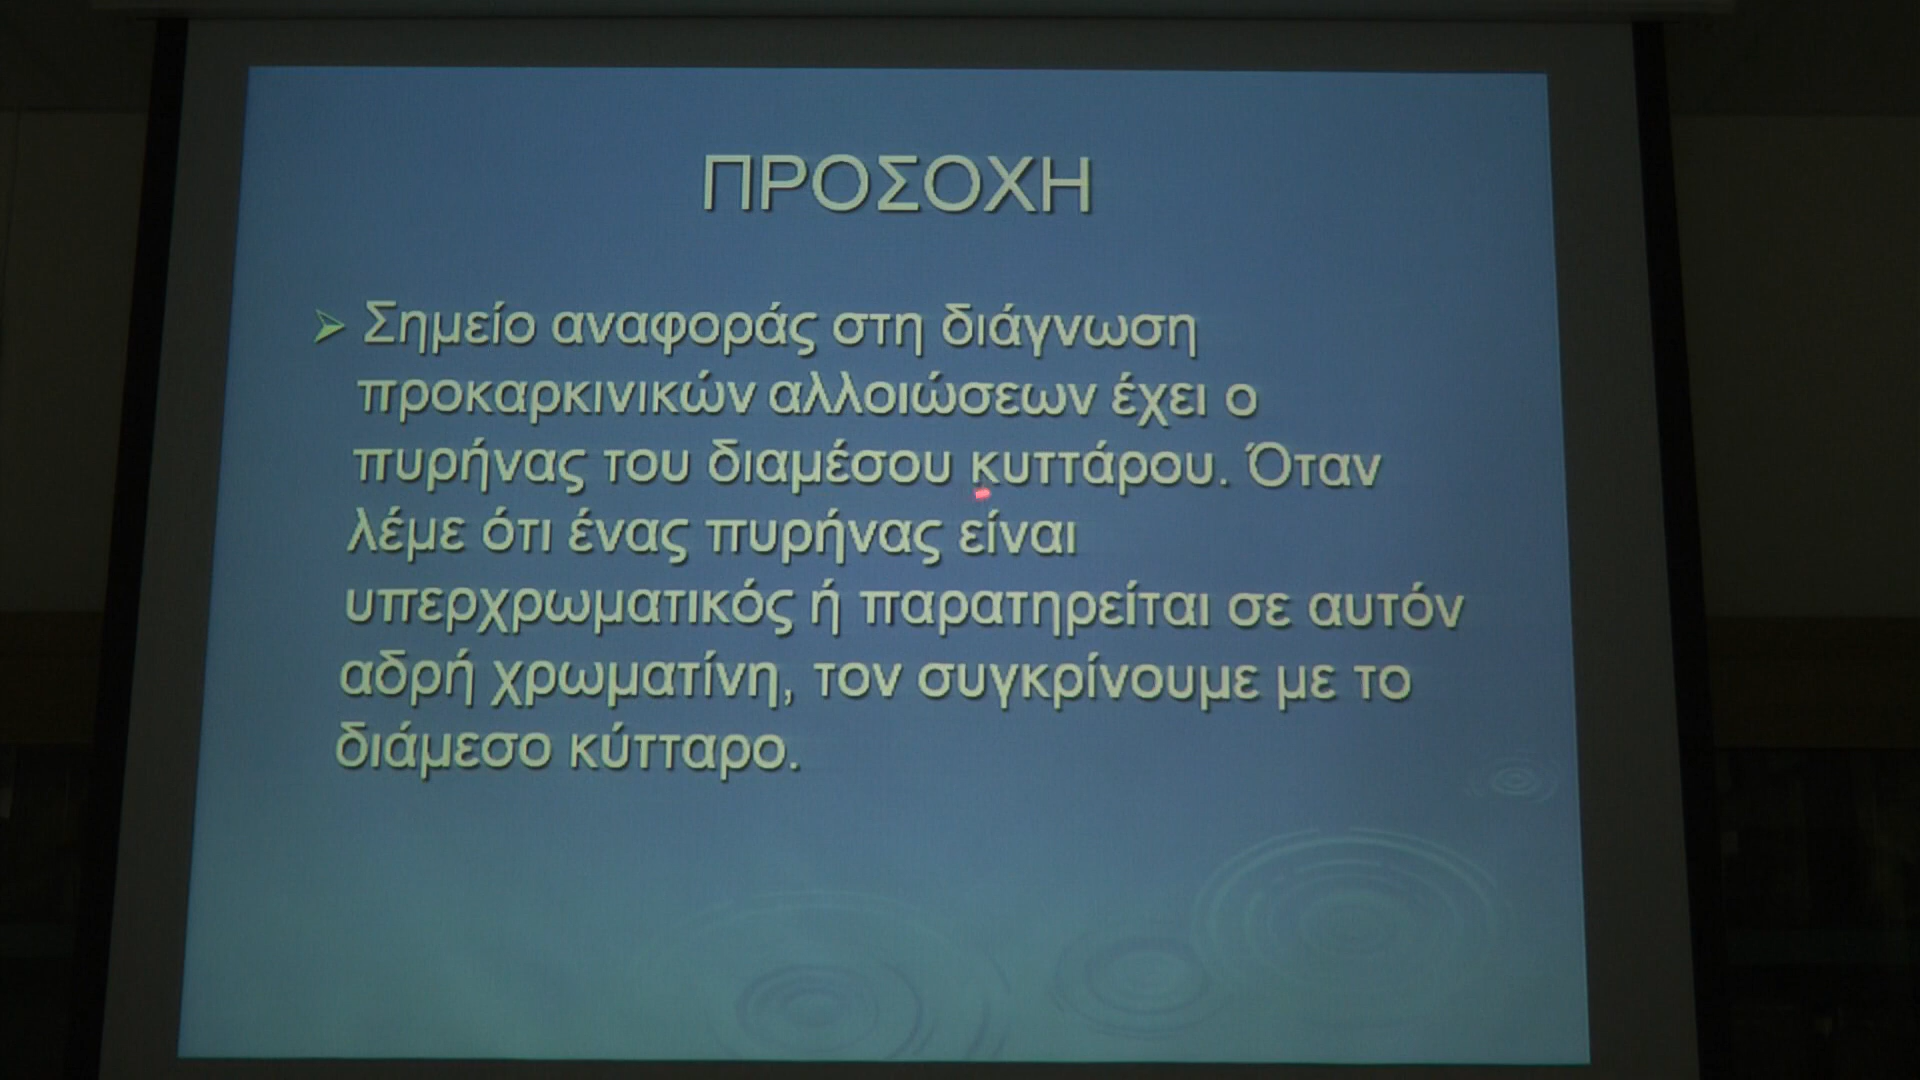 ΠΡΟΣΟΧΗ
Σημείο αναφοράς στη διάγνωση
προκαρκινικών αλλοιώσεων έχει ο
πυρήνας του διαμέσου κυττάρου. Όταν
λέμε ότι ένας πυρήνας είναι
υπερχρωματικός ή παρατηρείται σε αυτόν
αδρή χρωματίνη, τον συγκρίνουμε με το
διάμεσο κύτταρο.